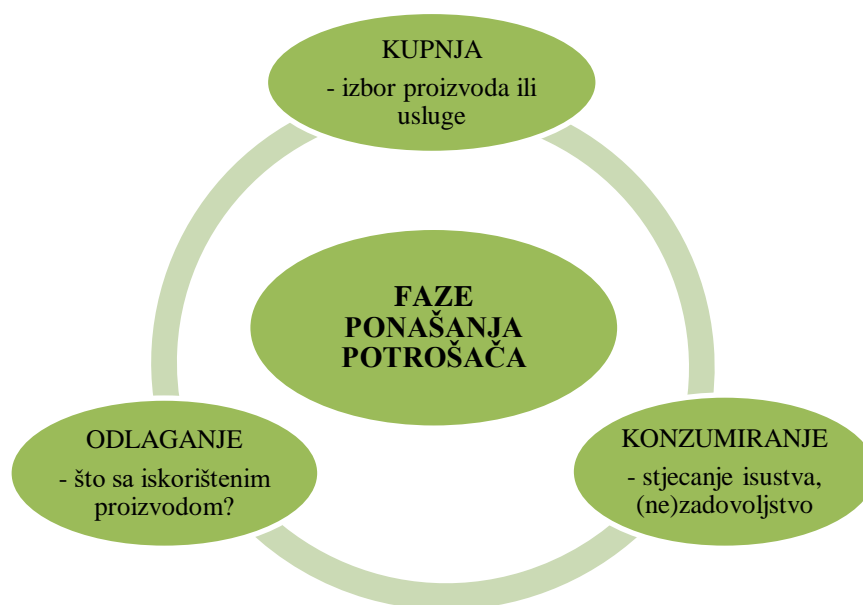 KUPNJA
- izbor proizvoda ili
usluge
FAZE
PONAŠANJA
POTROŠAČA
ODLAGANJE
- što sa iskorištenim
proizvodom?
KONZUMIRANJE
- stjecanje isustva,
(ne)zadovoljstvo